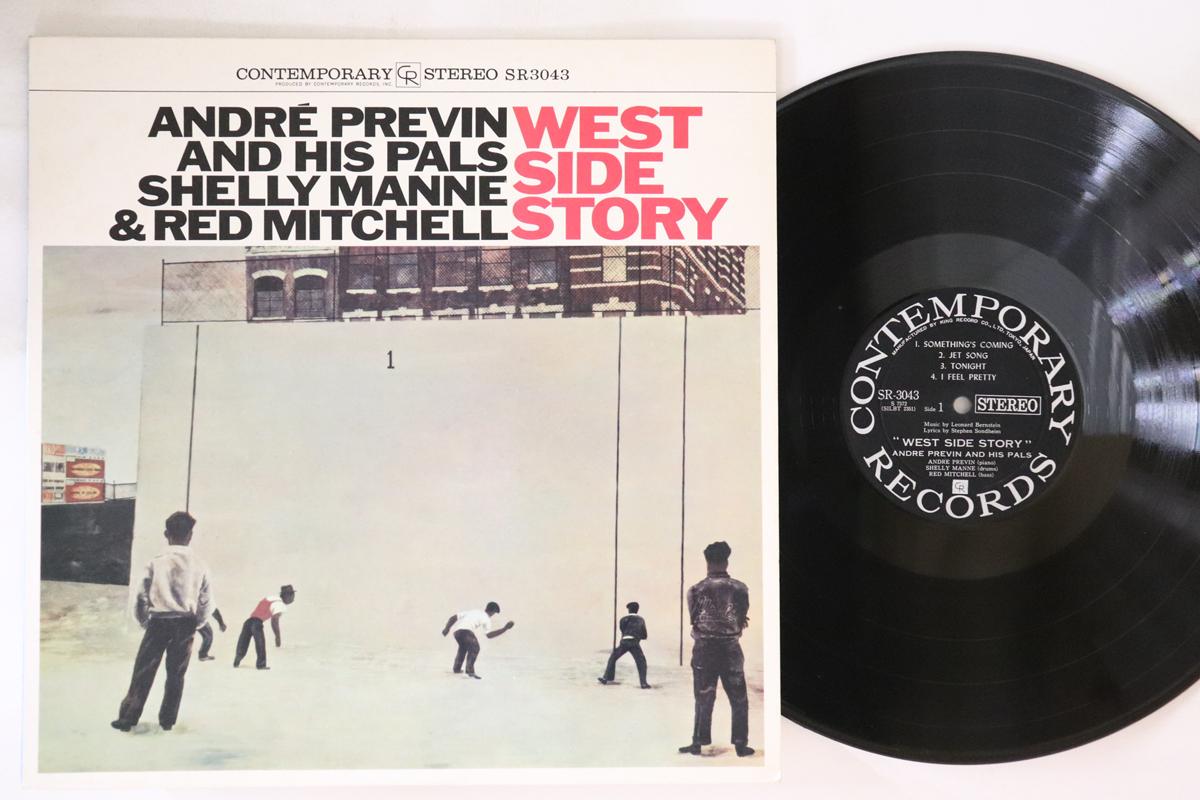 CONTEMPORARY CR STEREO SR3043
PRODUCED BY CONTEMPORARY RECORDS, INC.
ANDRÉ PREVIN
AND HIS PALS
SHELLY MANNE
& RED MITCHELL
WEST
SIDE
STORY
1
CONTEMPORARY
MANUFACTURED BY KING RECORD CO., LTD. TOKYO, JAPAN
1. SOMETHING'S COMING
2. JET SONG
3. TONIGHT
4. I FEEL PRETTY
SR-3043
S 7572
(SILBT 2351)
Side 1
STEREO
Music by Leonard Bernstein
Lyrics by Stephen Sondheim
"WEST SIDE STORY"
ANDRE PREVIN AND HIS PALS
ANDRE PREVIN (piano)
SHELLY MANNE (drums)
RED MITCHELL (bass)
CR
RECORDS